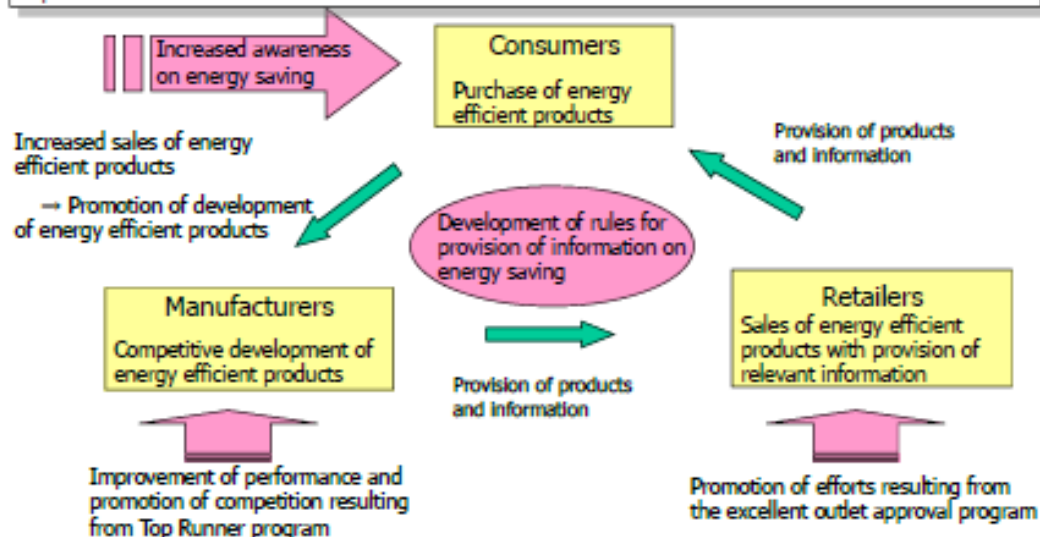 Increased awareness
on energy saving
Consumers
Purchase of energy
efficient products
Provision of products
and information
Increased sales of energy
efficient products
→ Promotion of development
of energy efficient products
Development of rules for
provision of information on
energy saving
Manufacturers
Competitive development of
energy efficient products
Retailers
Sales of energy efficient
products with provision of
relevant information
Provision of products
and information
Improvement of performance and
promotion of competition resulting
from Top Runner program
Promotion of efforts resulting from
the excellent outlet approval program